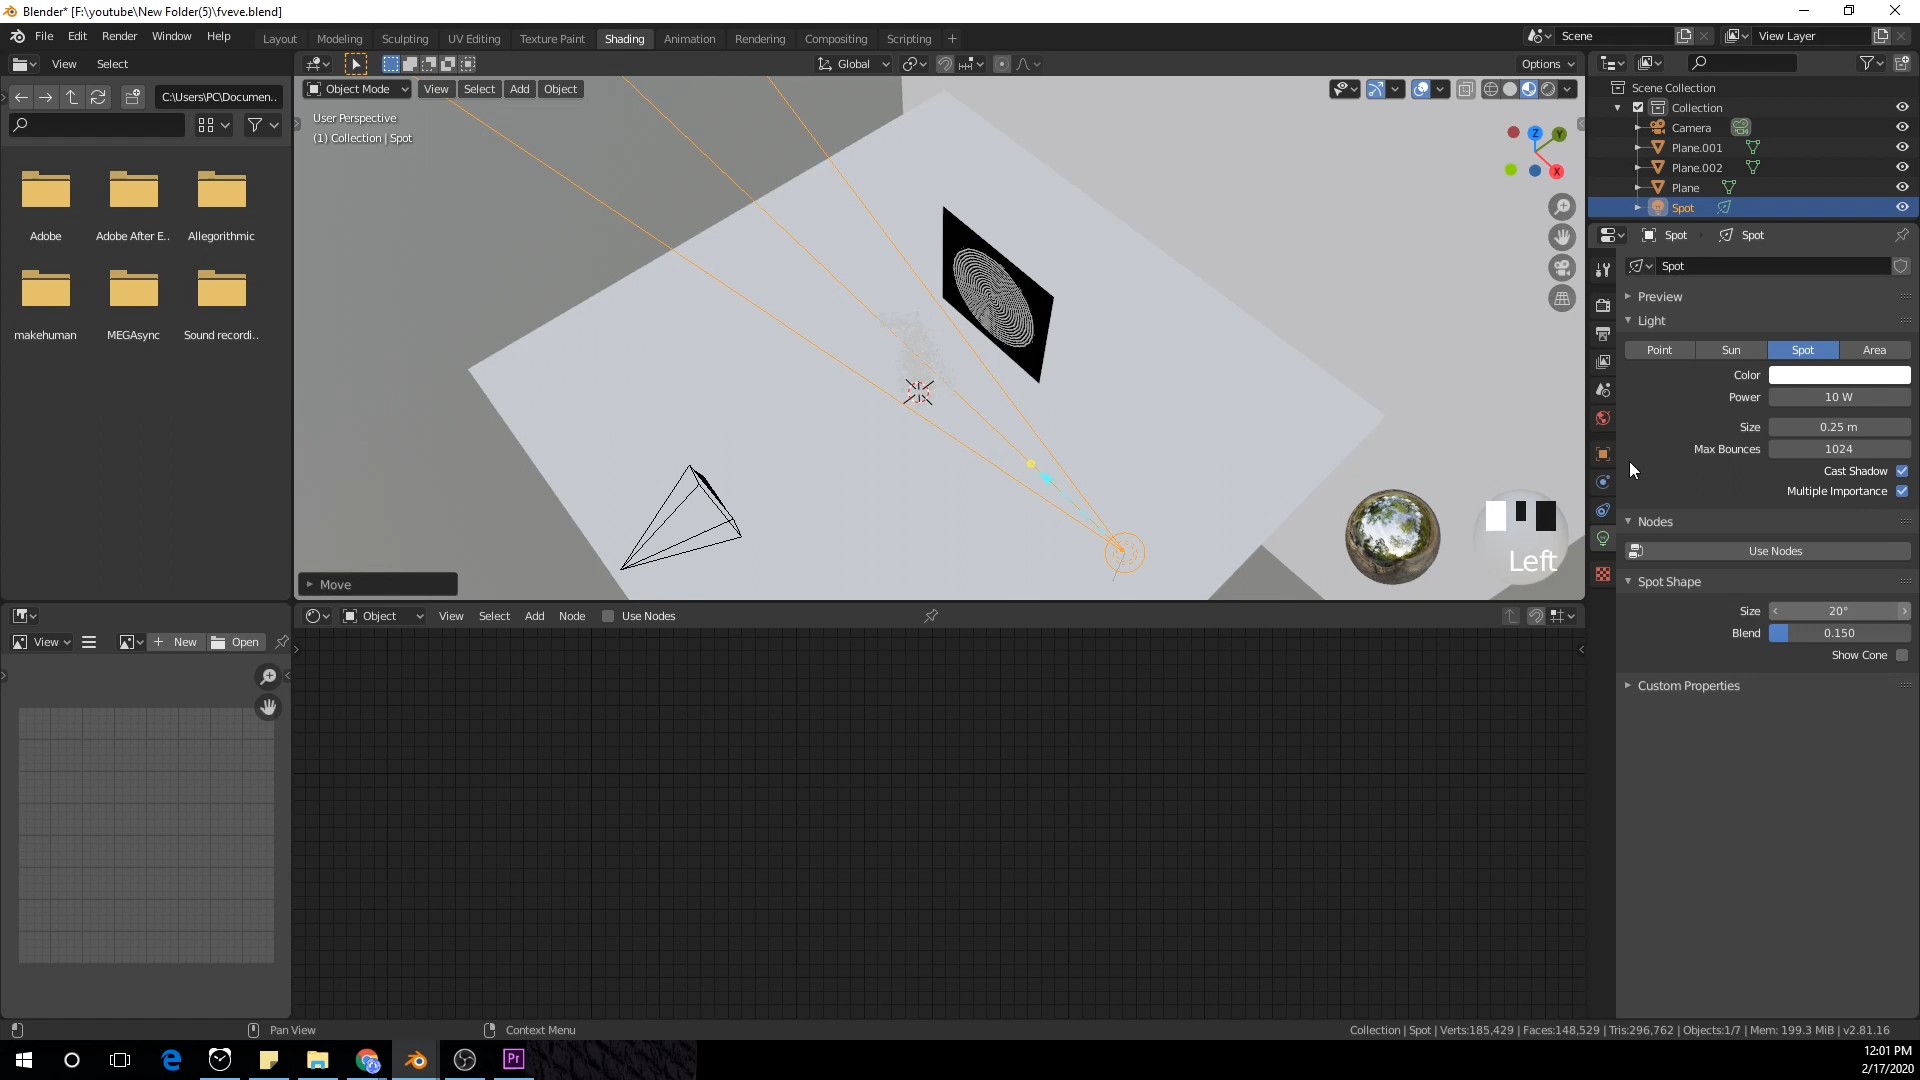 Blender* [F:\youtube\New Folder(5)\fveve.blend]
File Edit Render Window Help
Layout Modeling Sculpting UV Editing Texture Paint Shading Animation Rendering Compositing Scripting
Scene
View Layer
View Select
Global
Options
C:\Users\PC\Documen..
Object Mode View Select Add Object
User Perspective
(1) Collection | Spot
Z
Y
X
Adobe
Adobe After E..
Allegorithmic
makehuman
MEGAsync
Sound recordi..
Move
Left
Scene Collection
Collection
Camera
Plane.001
Plane.002
Plane
Spot
Spot Spot
Spot
Preview
Light
Point Sun Spot Area
Color
Power 10 W
Size 0.25 m
Max Bounces 1024
Cast Shadow
Multiple Importance
Nodes
Use Nodes
Spot Shape
Size 20°
Blend 0.150
Show Cone
Custom Properties
Object View Select Add Node Use Nodes
View New Open
Pan View
Context Menu
Collection | Spot | Verts:185,429 | Faces:148,529 | Tris:296,762 | Objects:1/7 | Mem: 199.3 MiB | v2.81.16
Pr
12:01 PM
2/17/2020